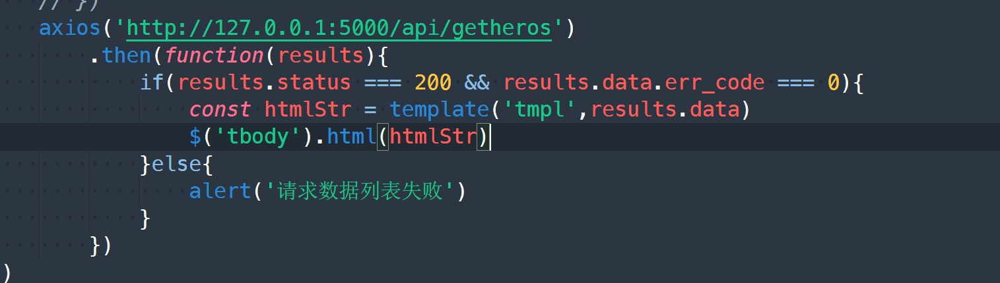 // })
axios('http://127.0.0.1:5000/api/getheros')
.then(function(results){
if(results.status === 200 && results.data.err_code === 0){
const htmlStr = template('tmpl',results.data)
$('tbody').html(htmlStr)
}else{
alert('请求数据列表失败')
}
})
)